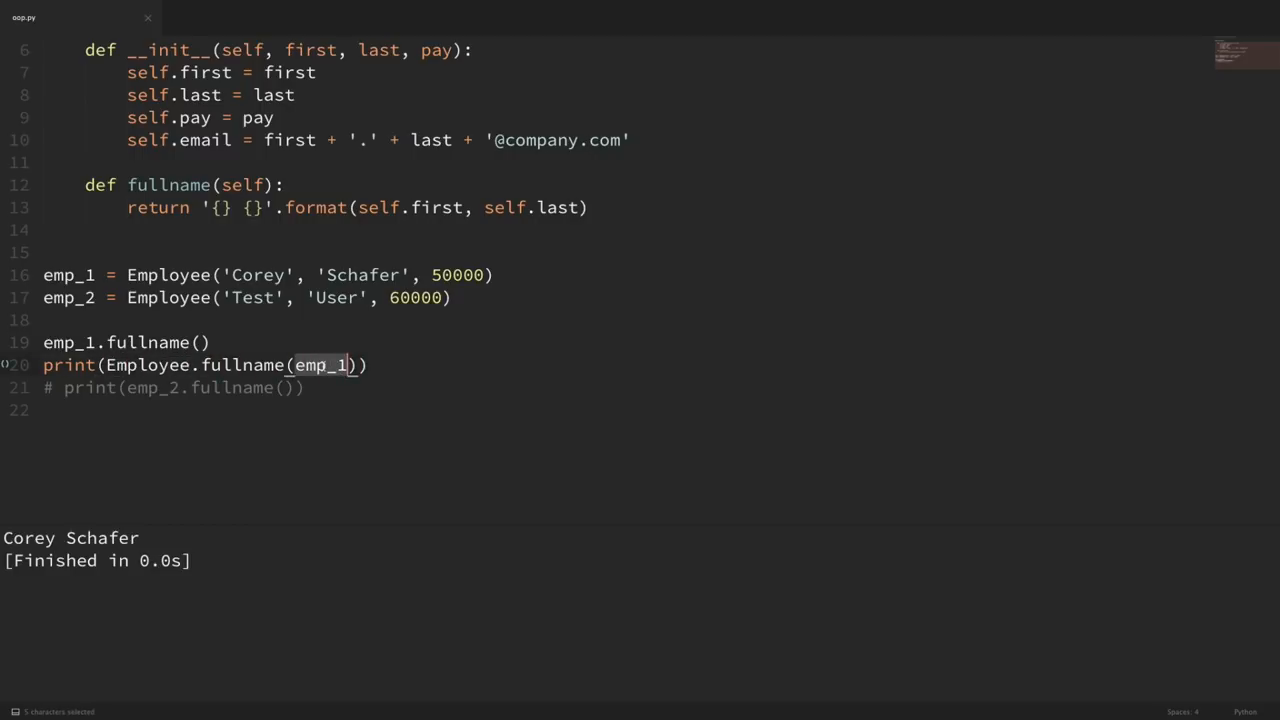 oop.py ×
6     def __init__(self, first, last, pay):
7         self.first = first
8         self.last = last
9         self.pay = pay
10         self.email = first + '.' + last + '@company.com'
11
12     def fullname(self):
13         return '{} {}'.format(self.first, self.last)
14
15
16 emp_1 = Employee('Corey', 'Schafer', 50000)
17 emp_2 = Employee('Test', 'User', 60000)
18
19 emp_1.fullname()
()20 print(Employee.fullname(emp_1))
21 # print(emp_2.fullname())
22
Corey Schafer
[Finished in 0.0s]
5 characters selected Spaces: 4 Python